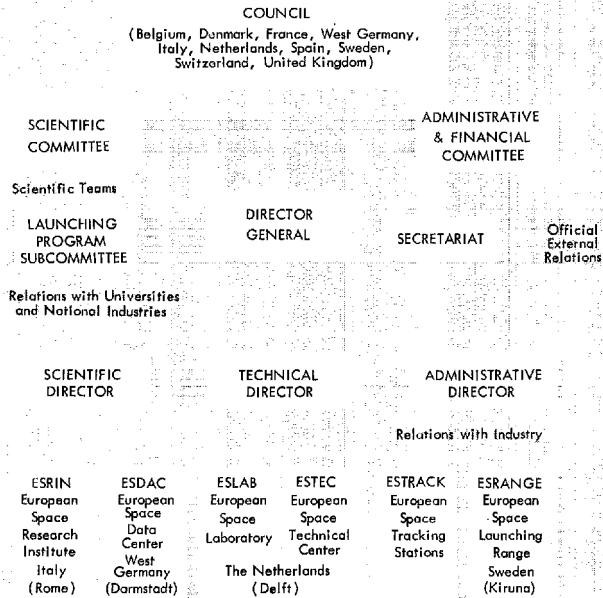 COUNCIL
(Belgium, Denmark, France, West Germany,
Italy, Netherlands, Spain, Sweden,
Switzerland, United Kingdom)
SCIENTIFIC
COMMITTEE
ADMINISTRATIVE
& FINANCIAL
COMMITTEE
Scientific Teams
LAUNCHING
PROGRAM
SUBCOMMITTEE
DIRECTOR
GENERAL
SECRETARIAT
Official
External
Relations
Relations with Universities
and National Industries
SCIENTIFIC
DIRECTOR
TECHNICAL
DIRECTOR
ADMINISTRATIVE
DIRECTOR
Relations with Industry
ESRIN
European
Space
Research
Institute
Italy
(Rome)
ESDAC
European
Space
Data
Center
West
Germany
(Darmstadt)
ESLAB
European
Space
Laboratory
ESTEC
European
Space
Technical
Center
The Netherlands
(Delft)
ESTRACK
European
Space
Tracking
Stations
ESRANGE
European
Space
Launching
Range
Sweden
(Kiruna)